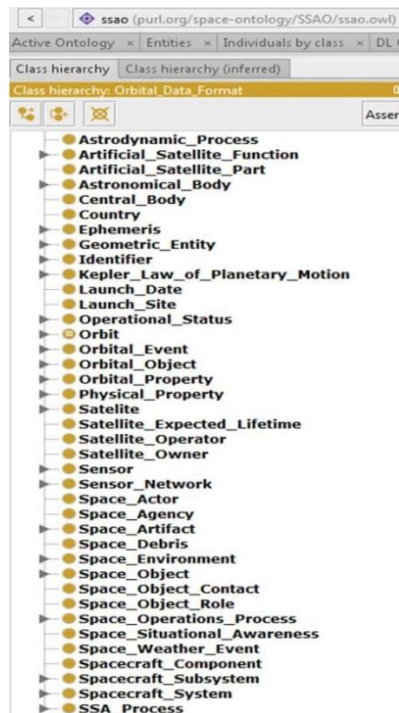 < > ssao (purl.org/space-ontology/SSAO/ssao.owl)
Active Ontology × Entities × Individuals by class × DL
Class hierarchy Class hierarchy (inferred)
Class hierarchy: Orbital_Data_Format
Asser
Astrodynamic_Process
Artificial_Satellite_Function
Artificial_Satellite_Part
Astronomical_Body
Central_Body
Country
Ephemeris
Geometric_Entity
Identifier
Kepler_Law_of_Planetary_Motion
Launch_Date
Launch_Site
Operational_Status
Orbit
Orbital_Event
Orbital_Object
Orbital_Property
Physical_Property
Satelite
Satellite_Expected_Lifetime
Satellite_Operator
Satellite_Owner
Sensor
Sensor_Network
Space_Actor
Space_Agency
Space_Artifact
Space_Debris
Space_Environment
Space_Object
Space_Object_Contact
Space_Object_Role
Space_Operations_Process
Space_Situational_Awareness
Space_Weather_Event
Spacecraft_Component
Spacecraft_Subsystem
Spacecraft_System
SSA_Process